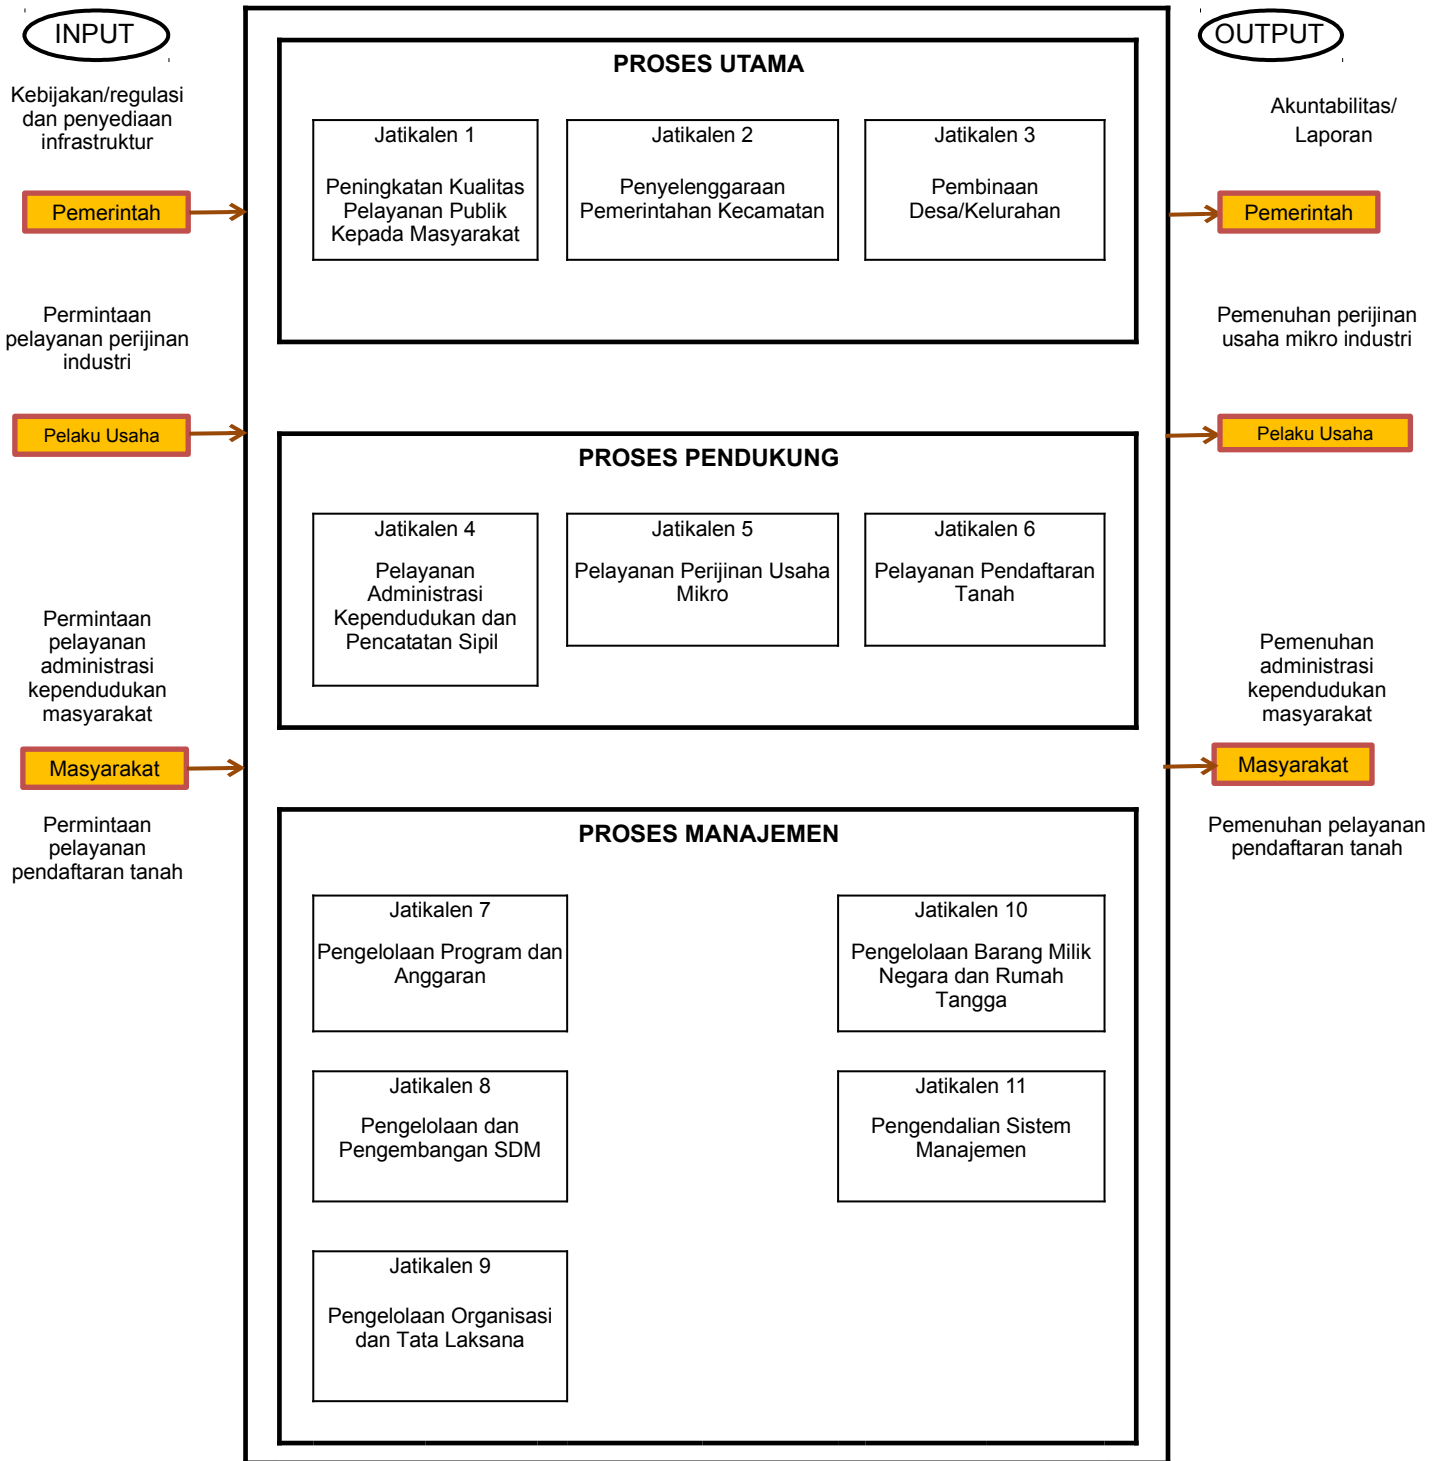 INPUT
Kebijakan/regulasi
dan penyediaan
infrastruktur
Pemerintah
Permintaan
pelayanan perijinan
industri
Pelaku Usaha
Permintaan
pelayanan
administrasi
kependudukan
masyarakat
Masyarakat
Permintaan
pelayanan
pendaftaran tanah
PROSES UTAMA
Jatikalen 1
Peningkatan Kualitas
Pelayanan Publik
Kepada Masyarakat
Jatikalen 2
Penyelenggaraan
Pemerintahan Kecamatan
Jatikalen 3
Pembinaan
Desa/Kelurahan
PROSES PENDUKUNG
Jatikalen 4
Pelayanan
Administrasi
Kependudukan dan
Pencatatan Sipil
Jatikalen 5
Pelayanan Perijinan Usaha
Mikro
Jatikalen 6
Pelayanan Pendaftaran
Tanah
PROSES MANAJEMEN
Jatikalen 7
Pengelolaan Program dan
Anggaran
Jatikalen 8
Pengelolaan dan
Pengembangan SDM
Jatikalen 9
Pengelolaan Organisasi
dan Tata Laksana
Jatikalen 10
Pengelolaan Barang Milik
Negara dan Rumah
Tangga
Jatikalen 11
Pengendalian Sistem
Manajemen
OUTPUT
Akuntabilitas/
Laporan
Pemerintah
Pemenuhan perijinan
usaha mikro industri
Pelaku Usaha
Pemenuhan
administrasi
kependudukan
masyarakat
Masyarakat
Pemenuhan pelayanan
pendaftaran tanah